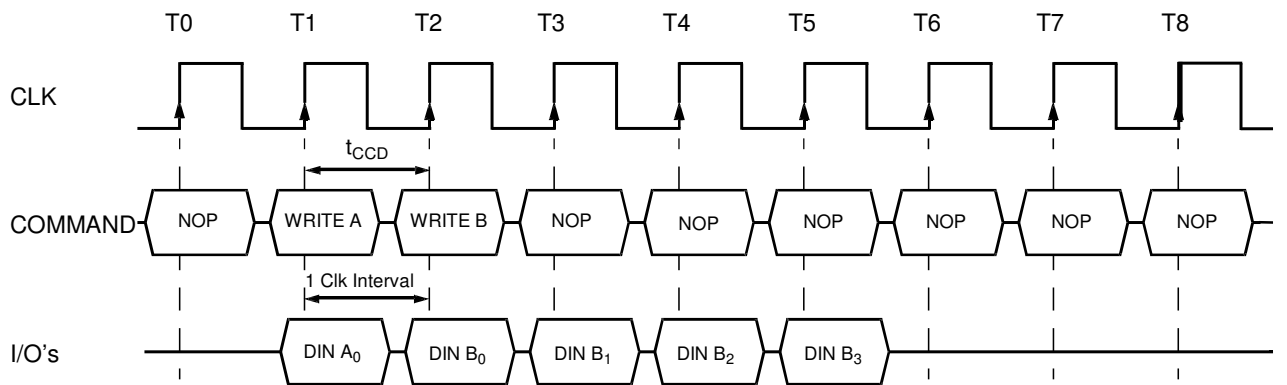 T0 T1 T2 T3 T4 T5 T6 T7 T8
CLK
tCCD
COMMAND NOP WRITE A WRITE B NOP NOP NOP NOP NOP NOP
1 Clk Interval
I/O's DIN A0 DIN B0 DIN B1 DIN B2 DIN B3